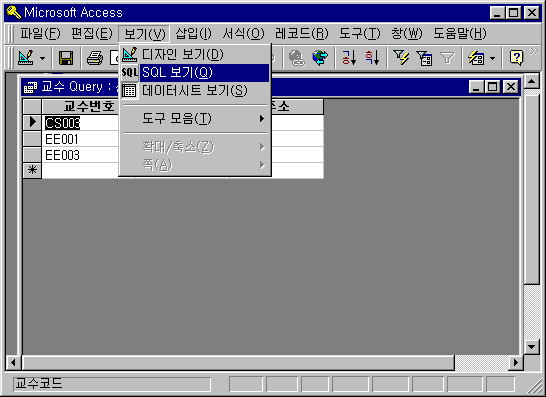 Microsoft Access
파일(F) 편집(E) 보기(V) 삽입(I) 서식(O) 레코드(R) 도구(T) 창(W) 도움말(H)
디자인 보기(D)
SQL SQL 보기(Q)
데이터시트 보기(S)
도구 모음(T)
확대/축소(Z)
쪽(A)
교수 Query :
교수번호 주소
CS003
EE001
EE003
교수코드